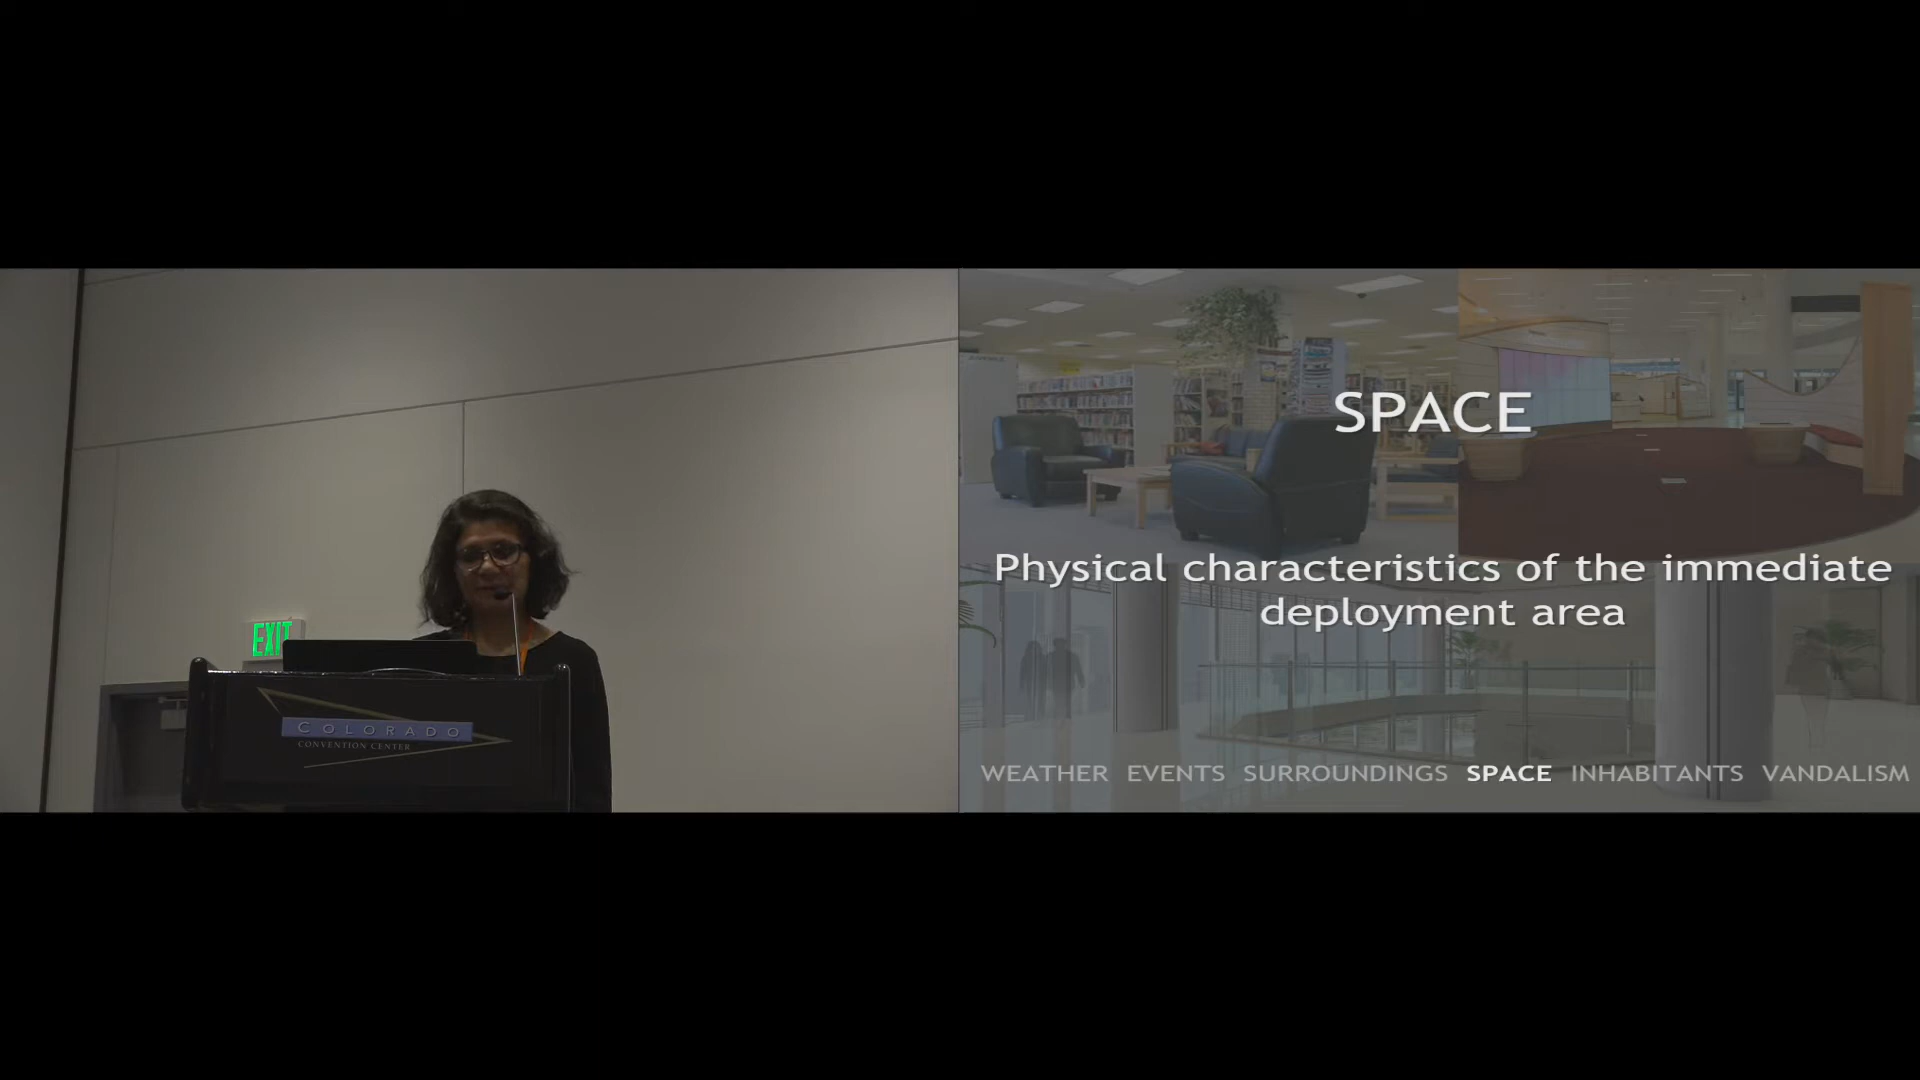 EXIT
COLORADO
CONVENTION CENTER
SPACE
Physical characteristics of the immediate
deployment area
WEATHER EVENTS SURROUNDINGS SPACE INHABITANTS VANDALISM